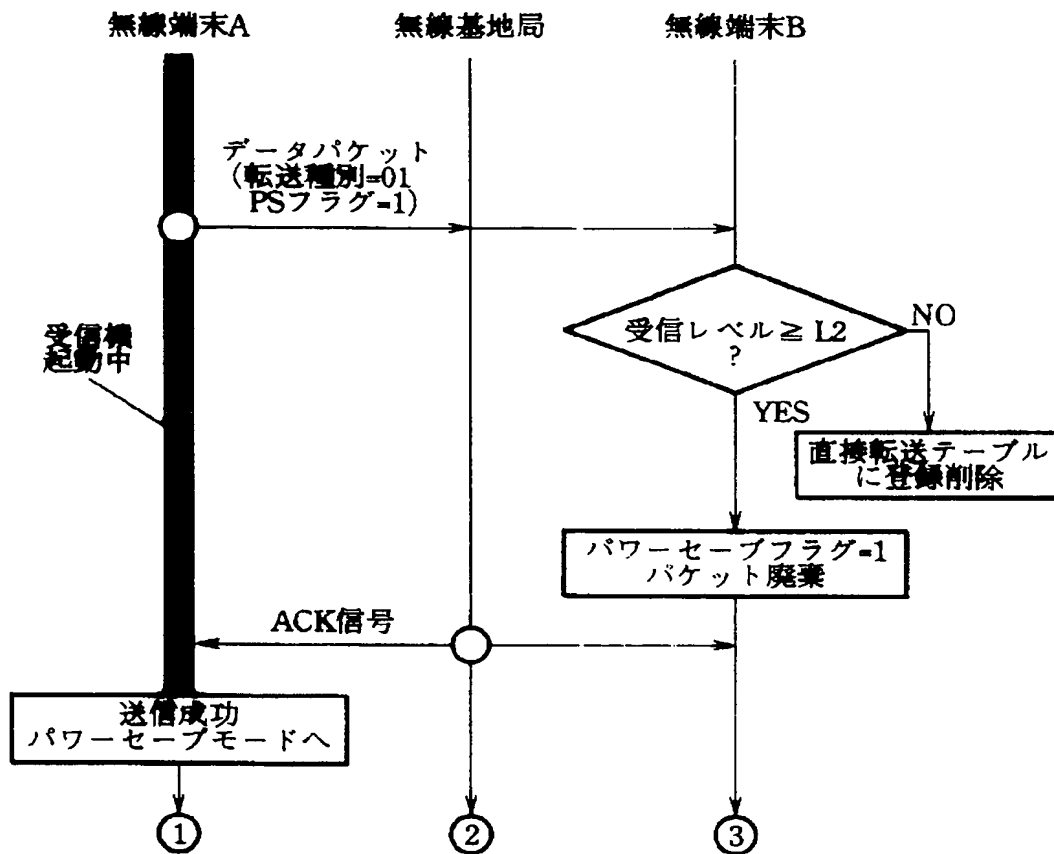 無線端末A
無線基地局
無線端末B
データパケット
(転送種別=01
PSフラグ=1)
受信レベル≧L2
?
NO
受信機
起動中
YES
直接転送テーブル
に登録削除
パワーセーブフラグ=1
パケット廃棄
ACK信号
送信成功
パワーセーブモードへ
1
2
3